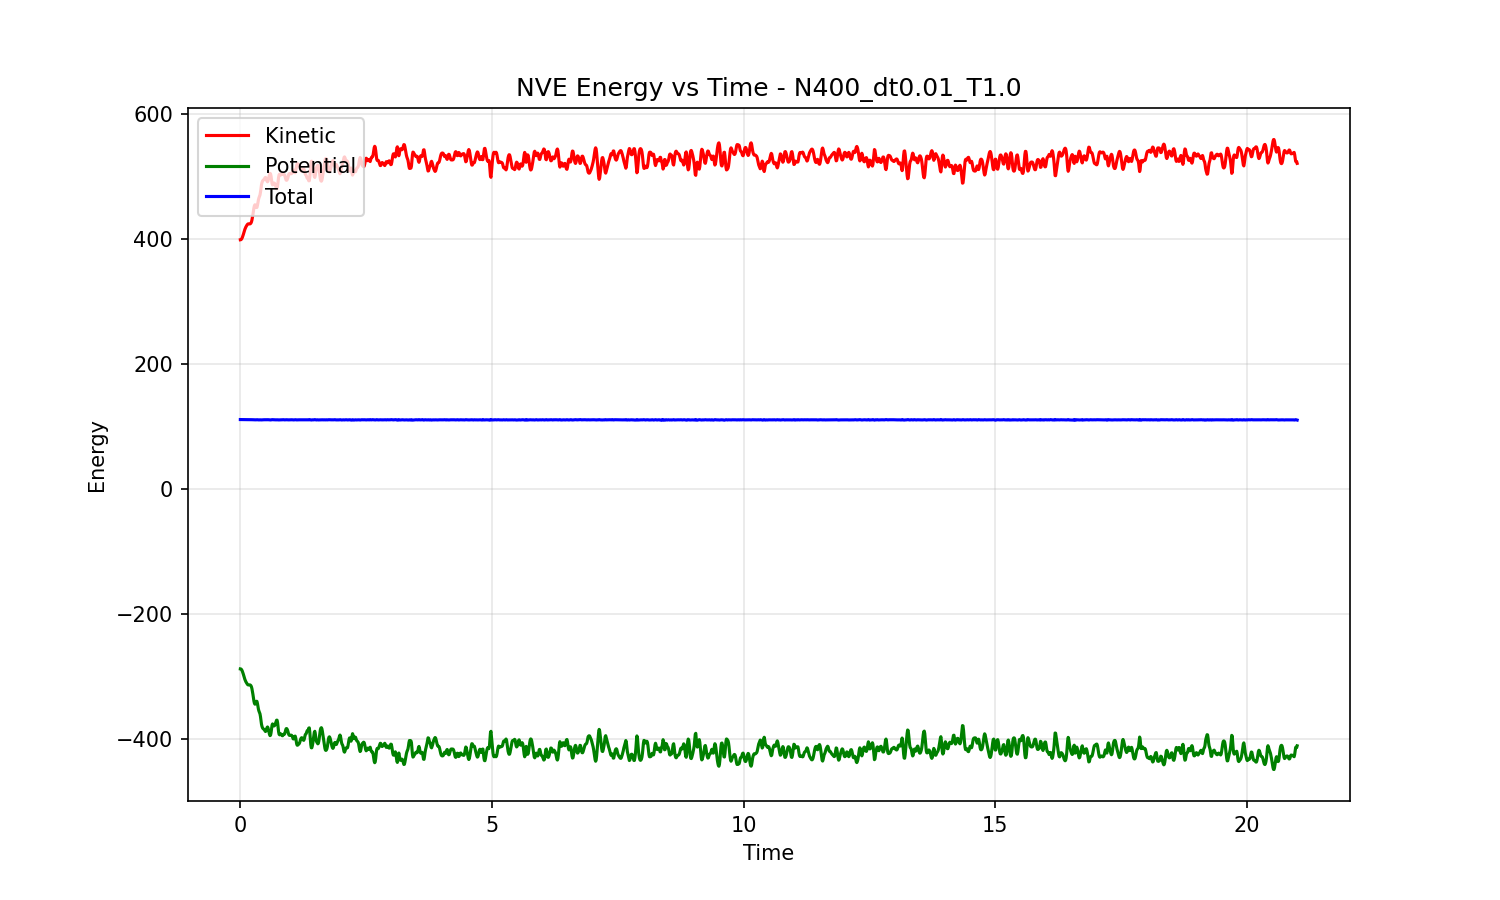 NVE Energy vs Time - N400_dt0.01_T1.0
600
400
200
0
−200
−400
Energy
Kinetic
Potential
Total
0
5
10
15
20
Time